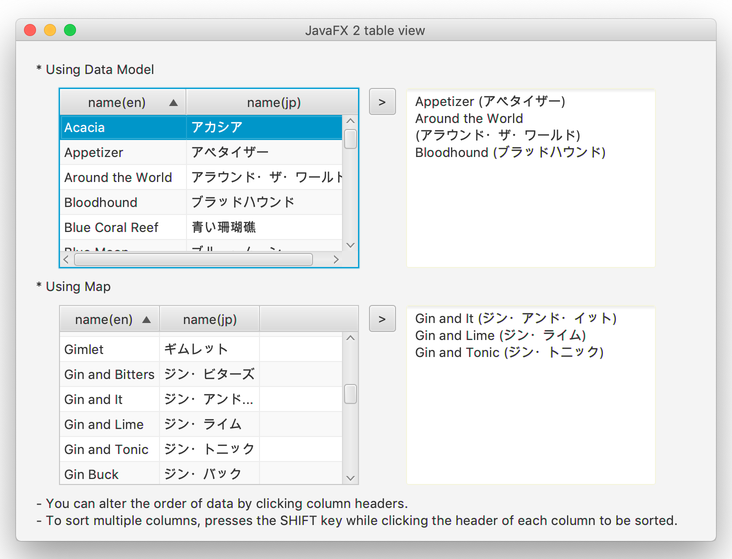 JavaFX 2 table view
* Using Data Model
name(en) ▲ name(jp)
Acacia アカシア
Appetizer アペタイザー
Around the World アラウンド・ザ・ワールド
Bloodhound ブラッドハウンド
Blue Coral Reef 青い珊瑚礁
Blue Moon ブルー・ムーン
>
Appetizer (アペタイザー)
Around the World
(アラウンド・ザ・ワールド)
Bloodhound (ブラッドハウンド)
* Using Map
name(en) ▲ name(jp)
Gimlet ギムレット
Gin and Bitters ジン・ビターズ
Gin and It ジン・アンド...
Gin and Lime ジン・ライム
Gin and Tonic ジン・トニック
Gin Buck ジン・バック
>
Gin and It (ジン・アンド・イット)
Gin and Lime (ジン・ライム)
Gin and Tonic (ジン・トニック)
- You can alter the order of data by clicking column headers.
- To sort multiple columns, presses the SHIFT key while clicking the header of each column to be sorted.